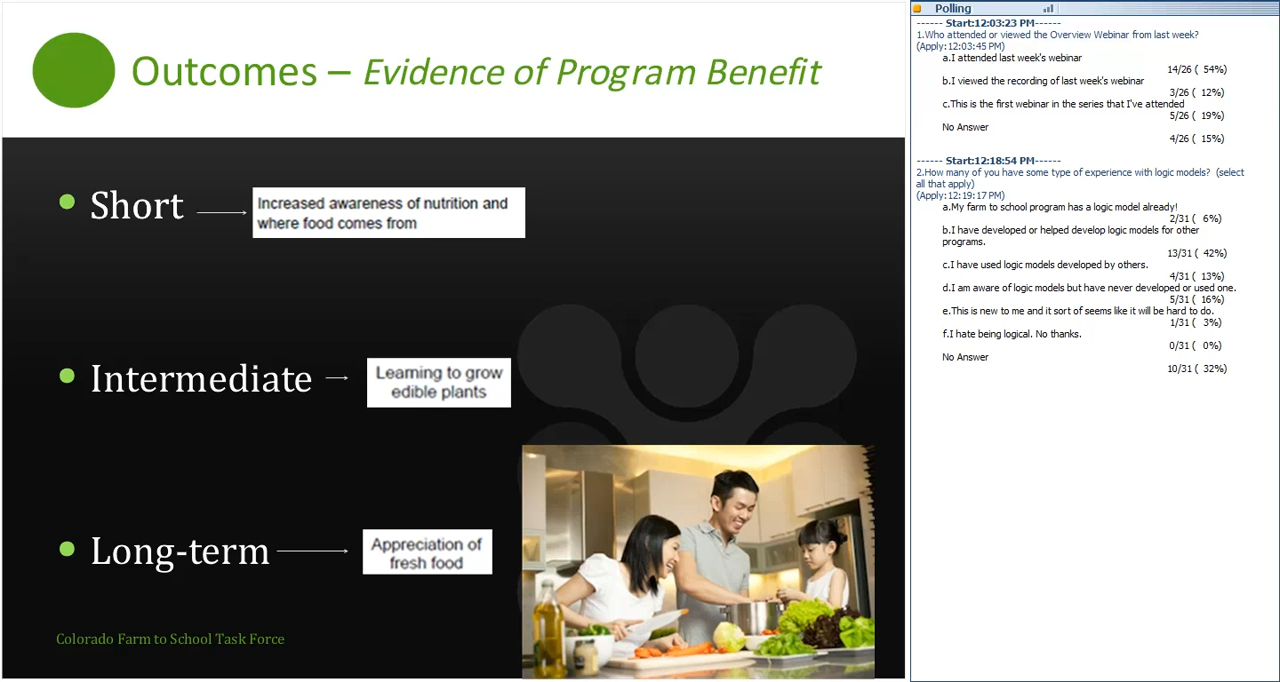 Outcomes – Evidence of Program Benefit
• Short
Increased awareness of nutrition and
where food comes from
• Intermediate
Learning to grow
edible plants
• Long-term
Appreciation of
fresh food
Colorado Farm to School Task Force
Polling
------ Start:12:03:23 PM------
1.Who attended or viewed the Overview Webinar from last week?
(Apply:12:03:45 PM)
a.I attended last week's webinar
14/26 ( 54%)
b.I viewed the recording of last week's webinar
3/26 ( 12%)
c.This is the first webinar in the series that I've attended
5/26 ( 19%)
No Answer
4/26 ( 15%)
------ Start:12:18:54 PM------
2.How many of you have some type of experience with logic models? (select
all that apply)
(Apply:12:19:17 PM)
a.My farm to school program has a logic model already!
2/31 ( 6%)
b.I have developed or helped develop logic models for other
programs.
13/31 ( 42%)
c.I have used logic models developed by others.
4/31 ( 13%)
d.I am aware of logic models but have never developed or used one.
5/31 ( 16%)
e.This is new to me and it sort of seems like it will be hard to do.
1/31 ( 3%)
f.I hate being logical. No thanks.
0/31 ( 0%)
No Answer
10/31 ( 32%)